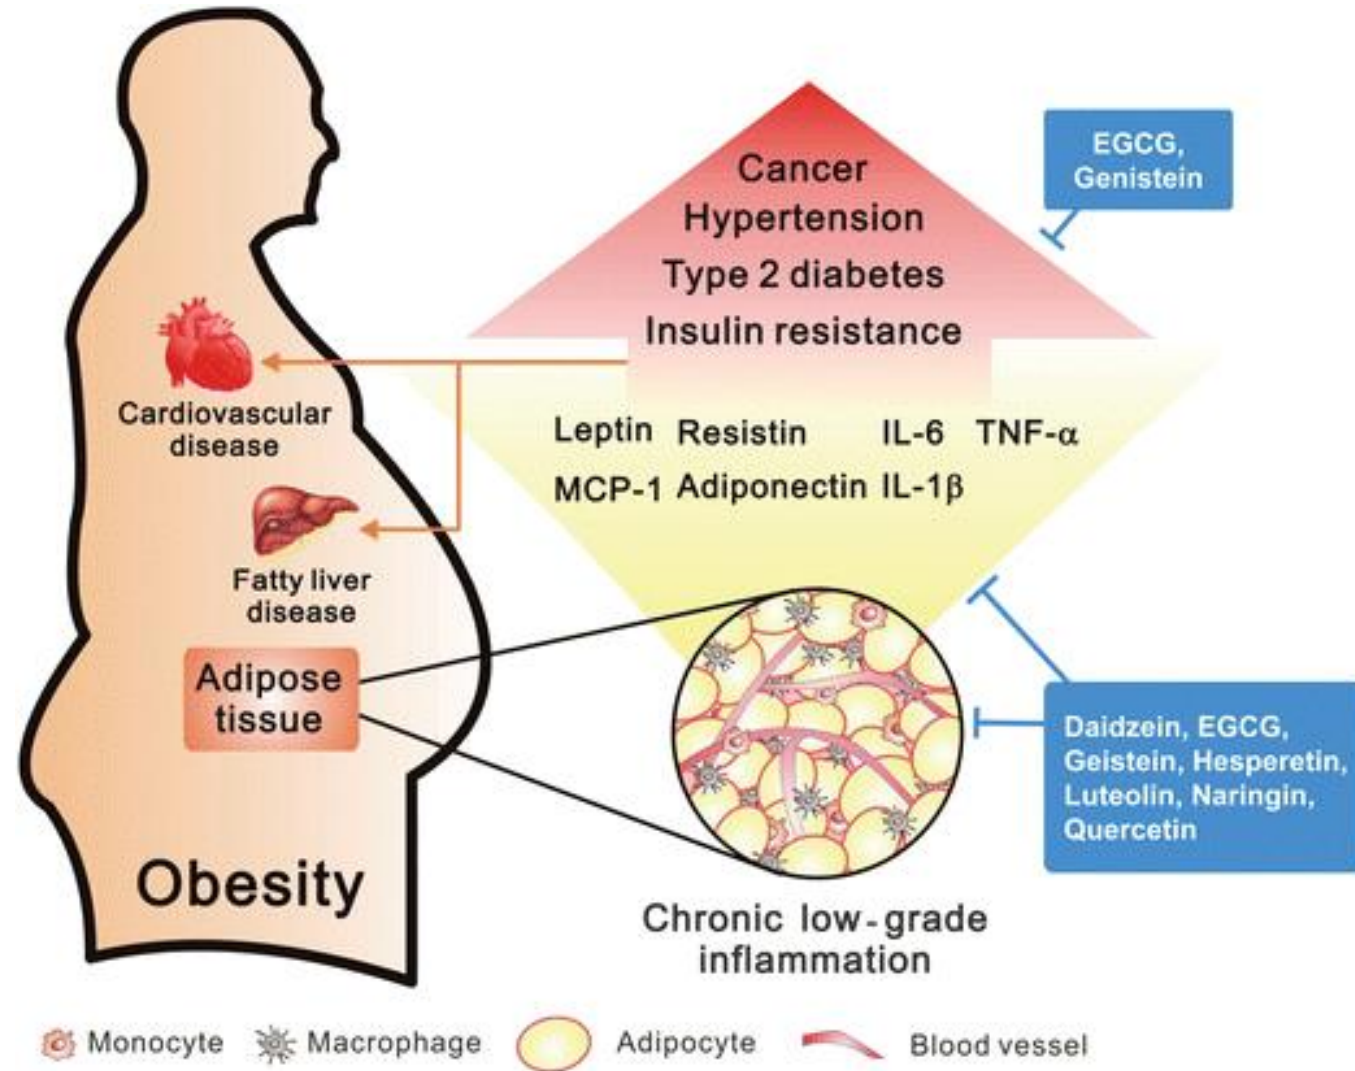 Cancer
Hypertension
Type 2 diabetes
Insulin resistance
EGCG,
Genistein
Cardiovascular
disease
Leptin Resistin IL-6 TNF-α
MCP-1 Adiponectin IL-1β
Fatty liver
disease
Adipose
tissue
Daidzein, EGCG,
Geistein, Hesperetin,
Luteolin, Naringin,
Quercetin
Obesity
Chronic low-grade
inflammation
Monocyte Macrophage Adipocyte Blood vessel